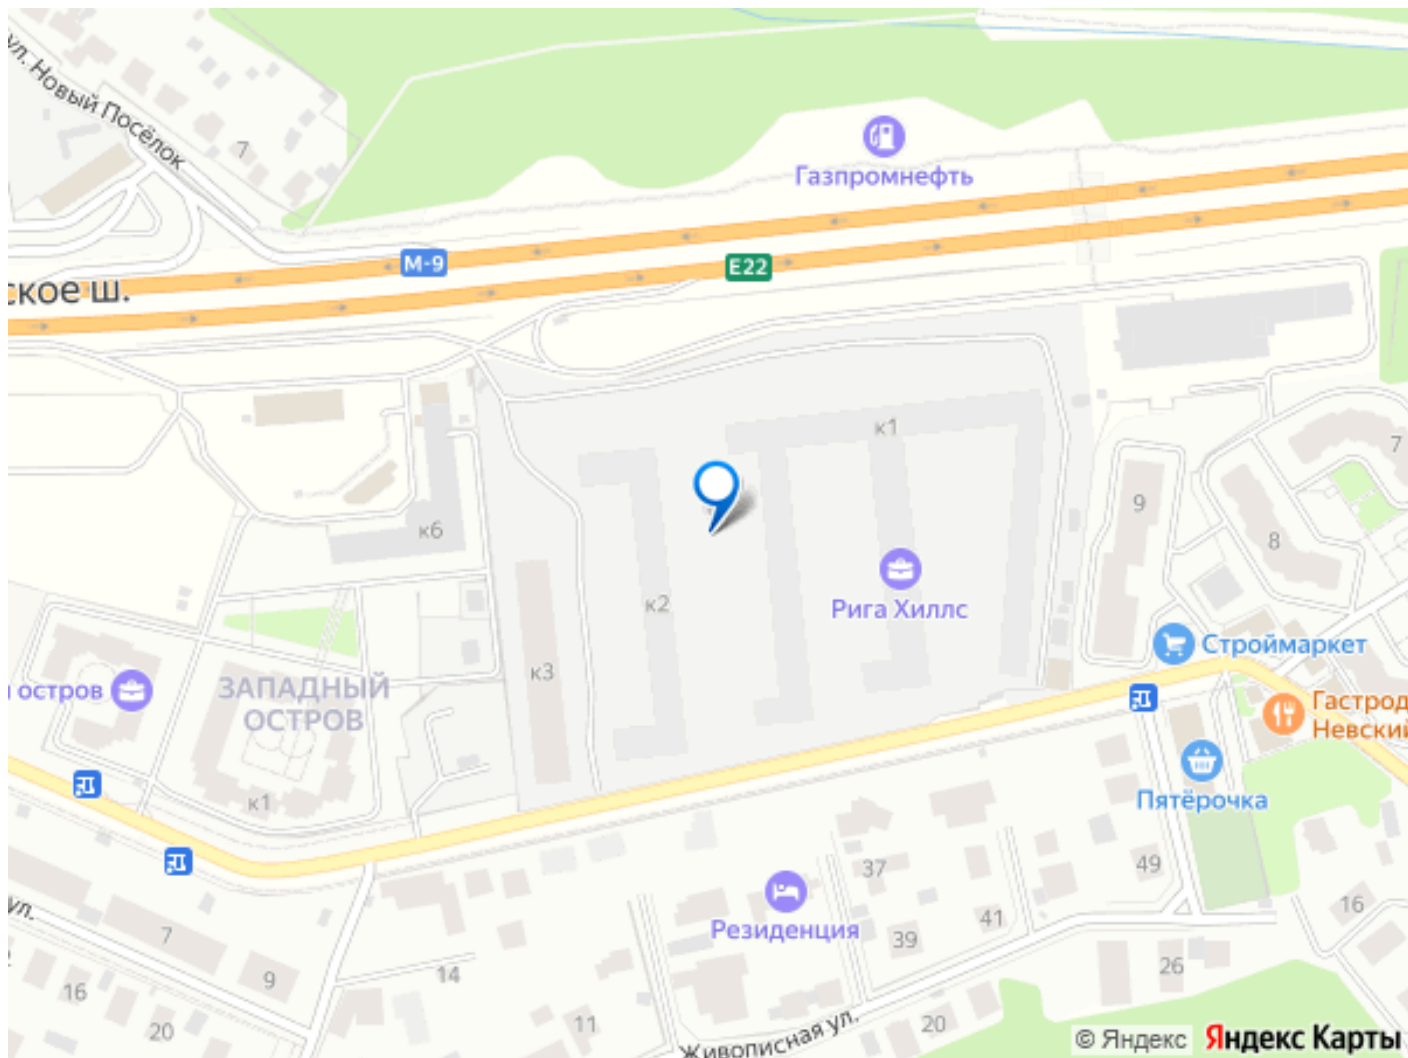 ул. Новый Посёлок
7
Газпромнефть
М-9
Е22
ское ш.
к1
7
9
8
к6
Рига Хиллс
к2
Строймаркет
к3
остров
ЗАПАДНЫЙ
ОСТРОВ
Гастрод
Невский
Пятёрочка
к1
37
49
Резиденция
16
ул.
7
41
39
9
14
26
16
20
11
20
Живописная ул.
© Яндекс
Яндекс Карты